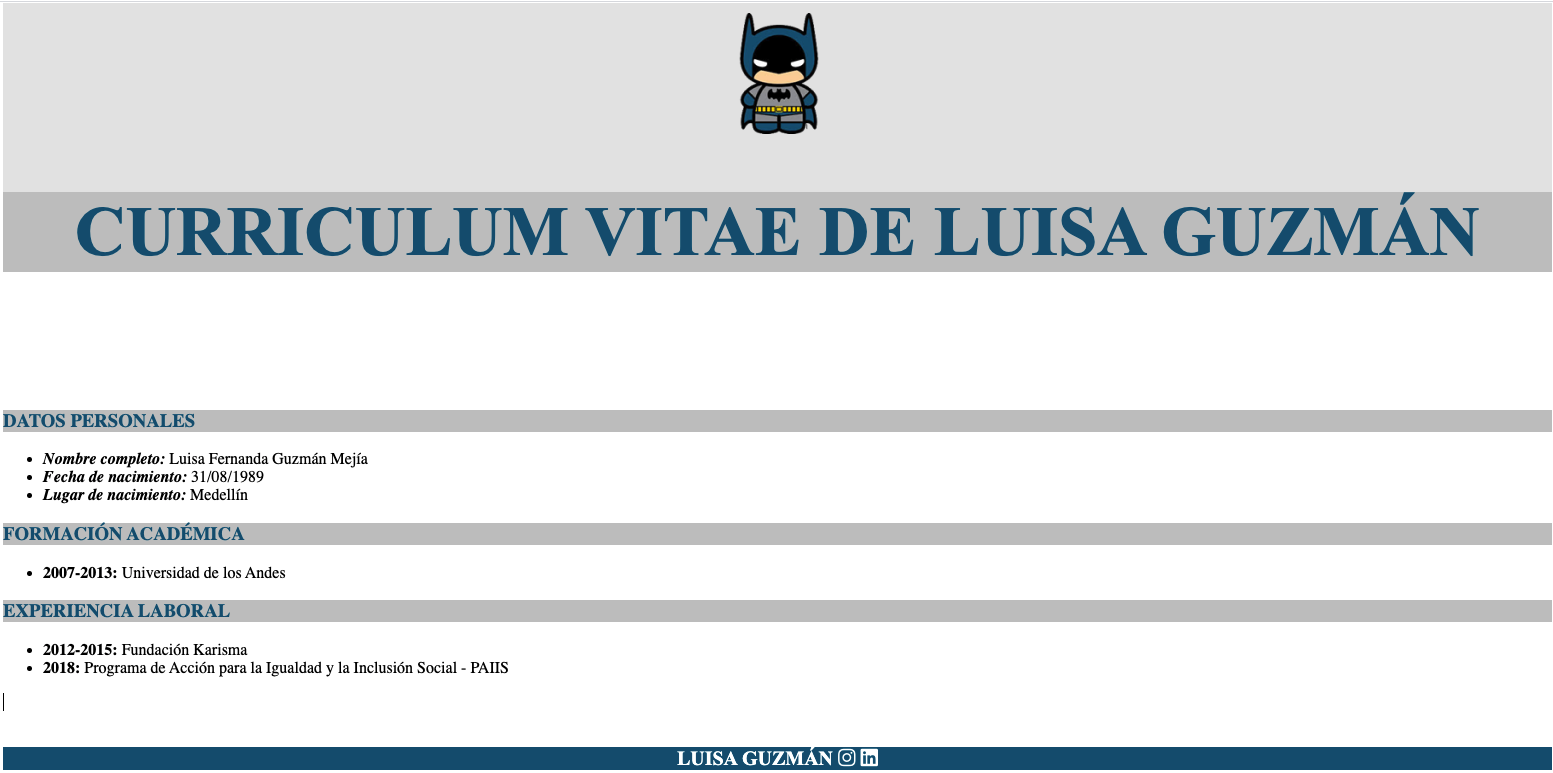 CURRICULUM VITAE DE LUISA GUZMÁN
DATOS PERSONALES
Nombre completo: Luisa Fernanda Guzmán Mejía
Fecha de nacimiento: 31/08/1989
Lugar de nacimiento: Medellín
FORMACIÓN ACADÉMICA
2007-2013: Universidad de los Andes
EXPERIENCIA LABORAL
2012-2015: Fundación Karisma
2018: Programa de Acción para la Igualdad y la Inclusión Social - PAIIS
LUISA GUZMÁN